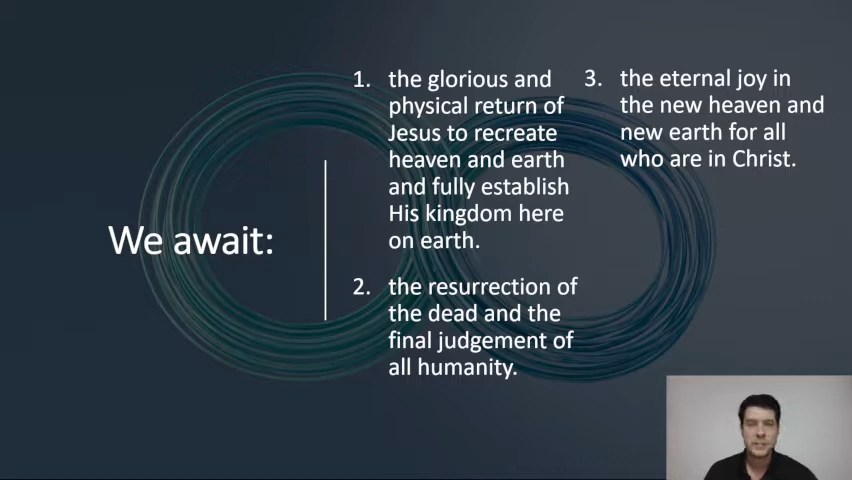 We await:
1. the glorious and
physical return of
Jesus to recreate
heaven and earth
and fully establish
His kingdom here
on earth.
2. the resurrection of
the dead and the
final judgement of
all humanity.
3. the eternal joy in
the new heaven and
new earth for all
who are in Christ.